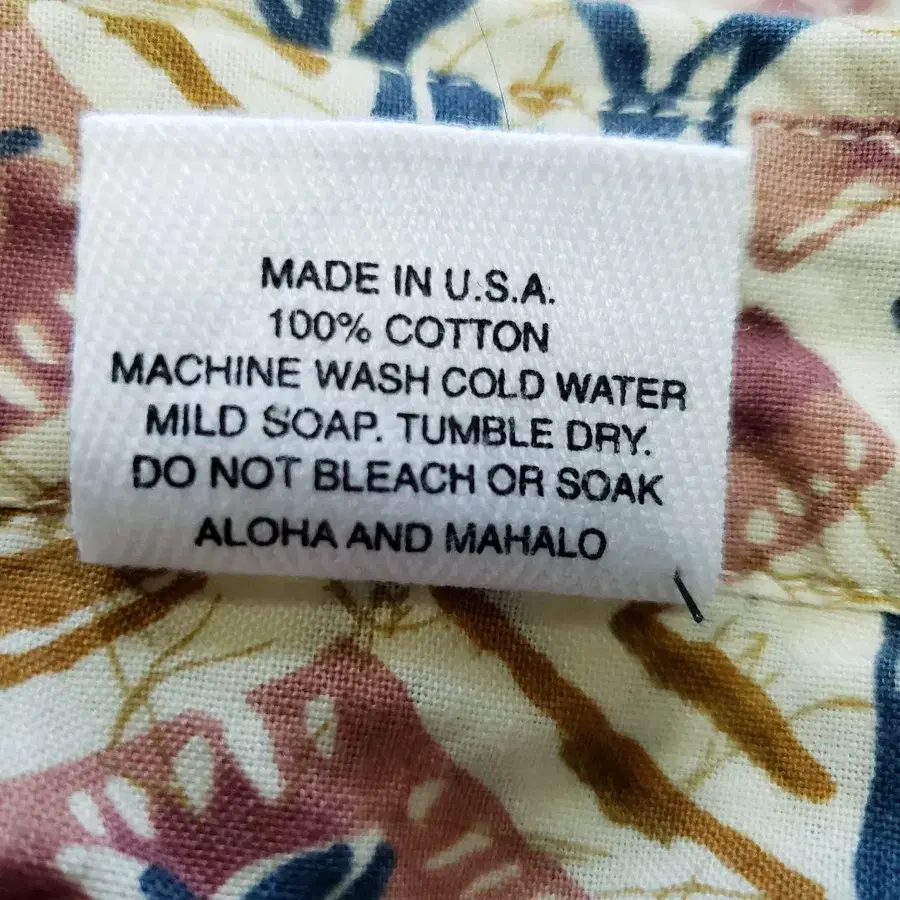 MADE IN U.S.A.
100% COTTON
MACHINE WASH COLD WATER
MILD SOAP. TUMBLE DRY.
DO NOT BLEACH OR SOAK
ALOHA AND MAHALO